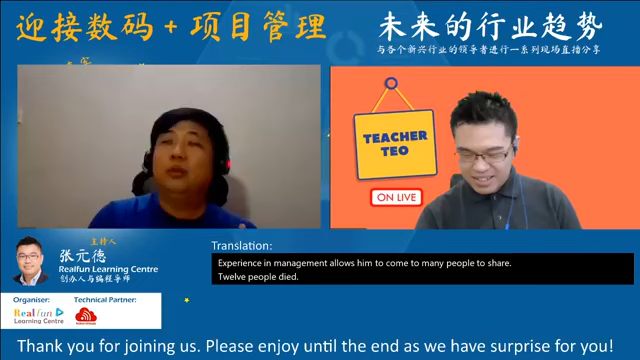 迎接数码 + 项目管理
未来的行业趋势
与各个新兴行业的领导者进行一系列现场直播分享
TEACHER
TEO
ON LIVE
主持人
张元德
Realfun Learning Centre
创办人与编程导师
Translation:
Experience in management allows him to come to many people to share.
Twelve people died.
Organiser:
Technical Partner:
Realfun
Learning Centre
Thank you for joining us. Please enjoy until the end as we have surprise for you!